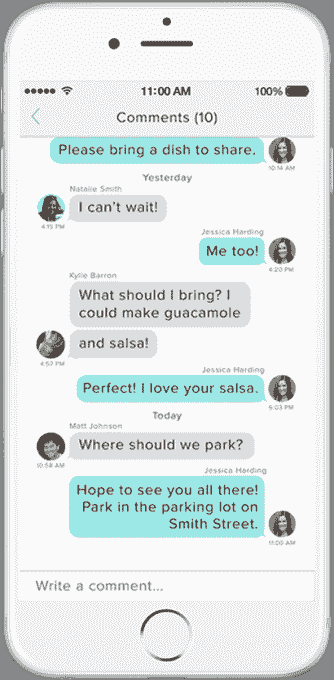 11:00 AM
100%
Comments (10)
Please bring a dish to share.
10:14 AM
Yesterday
Natalie Smith
I can't wait!
4:15 PM
Jessica Harding
Me too!
4:20 PM
Kylie Barron
What should I bring? I
could make guacamole
and salsa!
4:52 PM
Jessica Harding
Perfect! I love your salsa.
5:03 PM
Today
Matt Johnson
Where should we park?
10:58 AM
Jessica Harding
Hope to see you all there!
Park in the parking lot on
Smith Street.
11:00 AM
Write a comment...